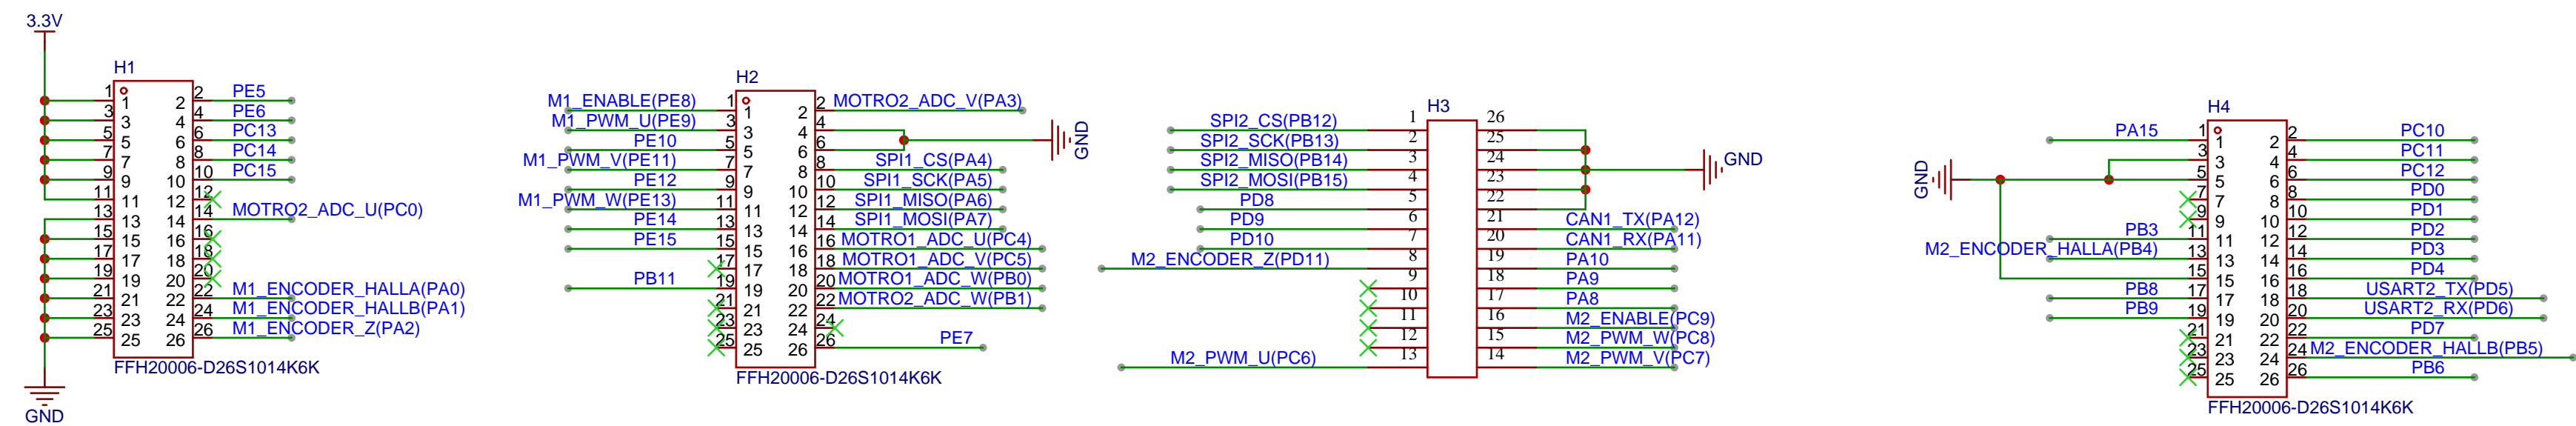 3.3V
H1
1 1 2 2 PE5
3 3 4 4 PE6
5 5 6 6 PC13
7 7 8 8 PC14
9 9 10 10 PC15
11 11 12 12
13 13 14 14 MOTRO2_ADC_U(PC0)
15 15 16 16
17 17 18 18
19 19 20 20
21 21 22 22 M1_ENCODER_HALLA(PA0)
23 23 24 24 M1_ENCODER_HALLB(PA1)
25 25 26 26 M1_ENCODER_Z(PA2)
FFH20006-D26S1014K6K
GND
H2
M1_ENABLE(PE8) 1 1 2 2 MOTRO2_ADC_V(PA3)
M1_PWM_U(PE9) 3 3 4 4
PE10 5 5 6 6
GND
M1_PWM_V(PE11) 7 7 8 8 SPI1_CS(PA4)
PE12 9 9 10 10 SPI1_SCK(PA5)
M1_PWM_W(PE13) 11 11 12 12 SPI1_MISO(PA6)
PE14 13 13 14 14 SPI1_MOSI(PA7)
PE15 15 15 16 16 MOTRO1_ADC_U(PC4)
17 17 18 18 MOTRO1_ADC_V(PC5)
PB11 19 19 20 20 MOTRO1_ADC_W(PB0)
21 21 22 22 MOTRO2_ADC_W(PB1)
23 23 24 24
25 25 26 26 PE7
FFH20006-D26S1014K6K
H3
SPI2_CS(PB12) 1 26
SPI2_SCK(PB13) 2 25
SPI2_MISO(PB14) 3 24 GND
SPI2_MOSI(PB15) 4 23
PD8 5 22
PD9 6 21 CAN1_TX(PA12)
PD10 7 20 CAN1_RX(PA11)
M2_ENCODER_Z(PD11) 8 19 PA10
9 18 PA9
10 17 PA8
11 16 M2_ENABLE(PC9)
12 15 M2_PWM_W(PC8)
M2_PWM_U(PC6) 13 14 M2_PWM_V(PC7)
H4
PA15 1 1 2 2 PC10
3 3 4 4 PC11
GND 5 5 6 6 PC12
7 7 8 8 PD0
9 9 10 10 PD1
PB3 11 11 12 12 PD2
M2_ENCODER_HALLA(PB4) 13 13 14 14 PD3
15 15 16 16 PD4
PB8 17 17 18 18 USART2_TX(PD5)
PB9 19 19 20 20 USART2_RX(PD6)
21 21 22 22 PD7
23 23 24 24 M2_ENCODER_HALLB(PB5)
25 25 26 26 PB6
FFH20006-D26S1014K6K